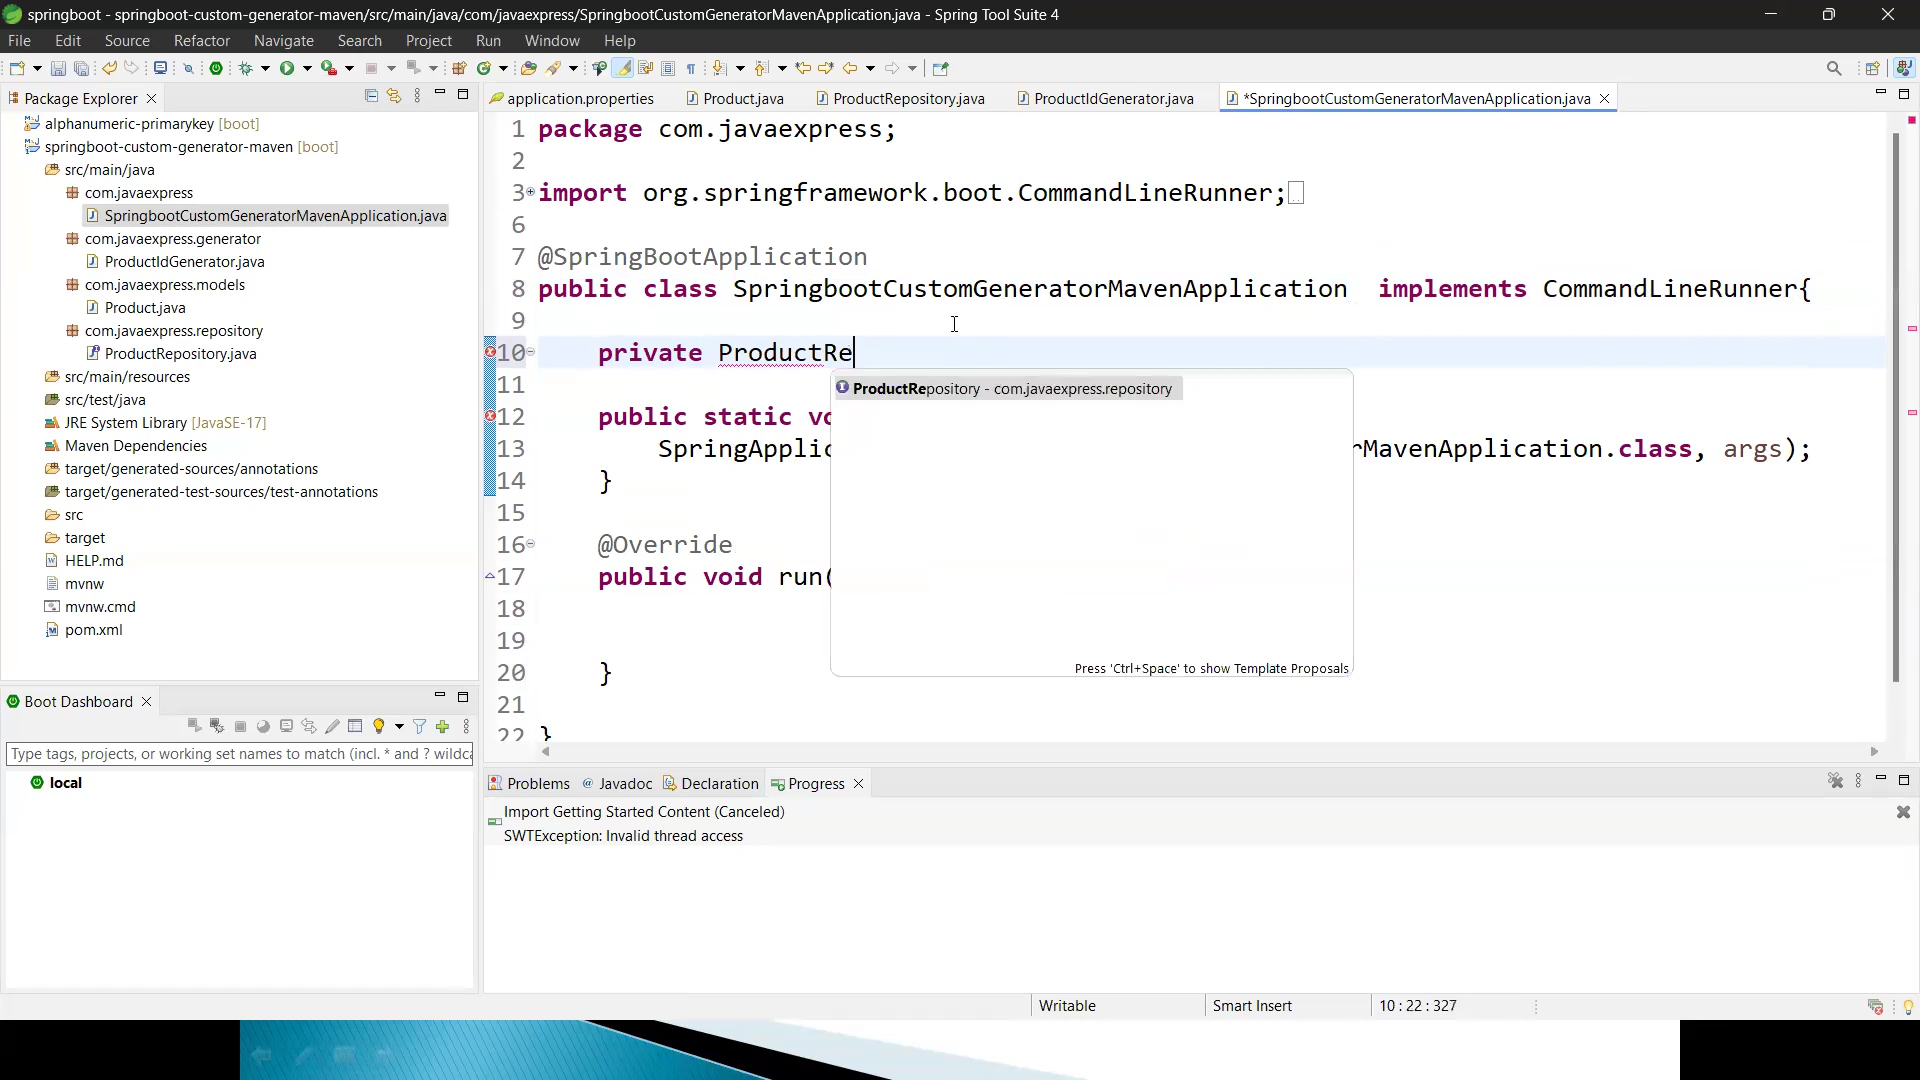 springboot - springboot-custom-generator-maven/src/main/java/com/javaexpress/SpringbootCustomGeneratorMavenApplication.java - Spring Tool Suite 4
File Edit Source Refactor Navigate Search Project Run Window Help
Package Explorer
alphanumeric-primarykey [boot]
springboot-custom-generator-maven [boot]
src/main/java
com.javaexpress
SpringbootCustomGeneratorMavenApplication.java
com.javaexpress.generator
ProductIdGenerator.java
com.javaexpress.models
Product.java
com.javaexpress.repository
ProductRepository.java
src/main/resources
src/test/java
JRE System Library [JavaSE-17]
Maven Dependencies
target/generated-sources/annotations
target/generated-test-sources/test-annotations
src
target
HELP.md
mvnw
mvnw.cmd
pom.xml
Boot Dashboard
Type tags, projects, or working set names to match (incl. * and ? wildca
local
application.properties Product.java ProductRepository.java ProductIdGenerator.java *SpringbootCustomGeneratorMavenApplication.java
1 package com.javaexpress;
2
3 import org.springframework.boot.CommandLineRunner;
6
7 @SpringBootApplication
8 public class SpringbootCustomGeneratorMavenApplication implements CommandLineRunner{
9
10 private ProductRe
11
12 public static vo
13 SpringApplic rMavenApplication.class, args);
14 }
15
16 @Override
17 public void run(
18
19
20 }
21
22 }
ProductRepository - com.javaexpress.repository
Press 'Ctrl+Space' to show Template Proposals
Problems Javadoc Declaration Progress
Import Getting Started Content (Canceled)
SWTException: Invalid thread access
Writable Smart Insert 10 : 22 : 327